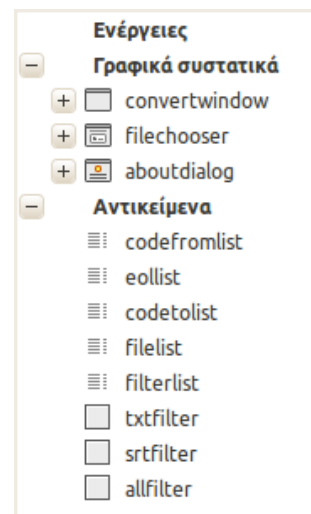 Ενέργειες
Γραφικά συστατικά
convertwindow
filechooser
aboutdialog
Αντικείμενα
codefromlist
eollist
codetolist
filelist
filterlist
txtfilter
srtfilter
allfilter